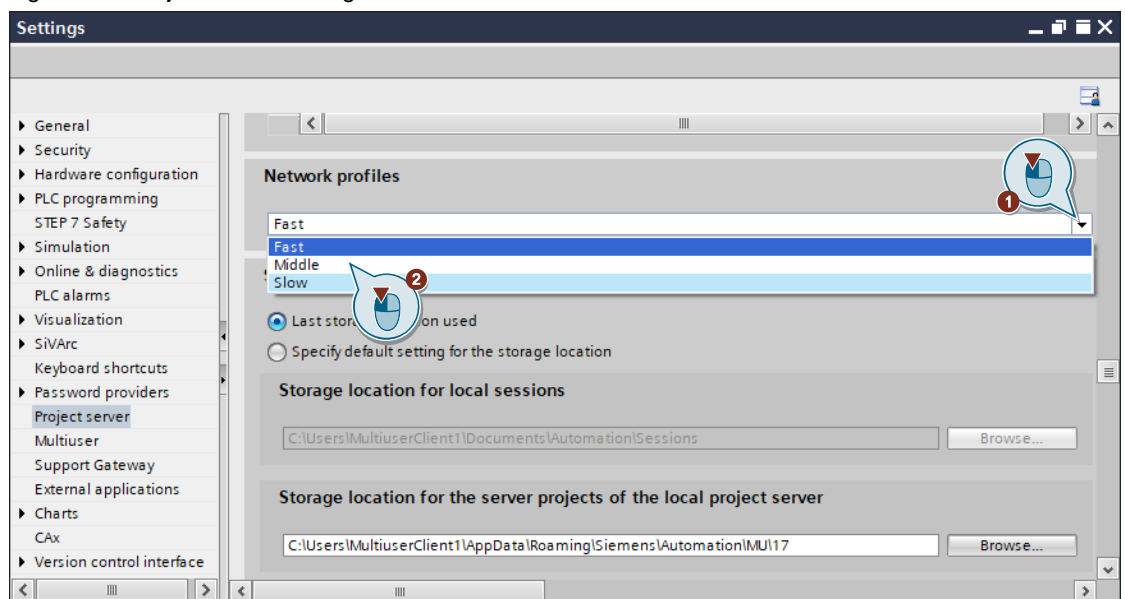 Settings
General
Security
Hardware configuration
PLC programming
STEP 7 Safety
Simulation
Online & diagnostics
PLC alarms
Visualization
SiVArc
Keyboard shortcuts
Password providers
Project server
Multiuser
Support Gateway
External applications
Charts
CAx
Version control interface
Network profiles
1
Fast
Fast
Middle
2
Slow
Last on used
Specify default setting for the storage location
Storage location for local sessions
C:\Users\MultiuserClient1\Documents\Automation\Sessions
Browse...
Storage location for the server projects of the local project server
C:\Users\MultiuserClient1\AppData\Roaming\Siemens\Automation\MU\17
Browse...